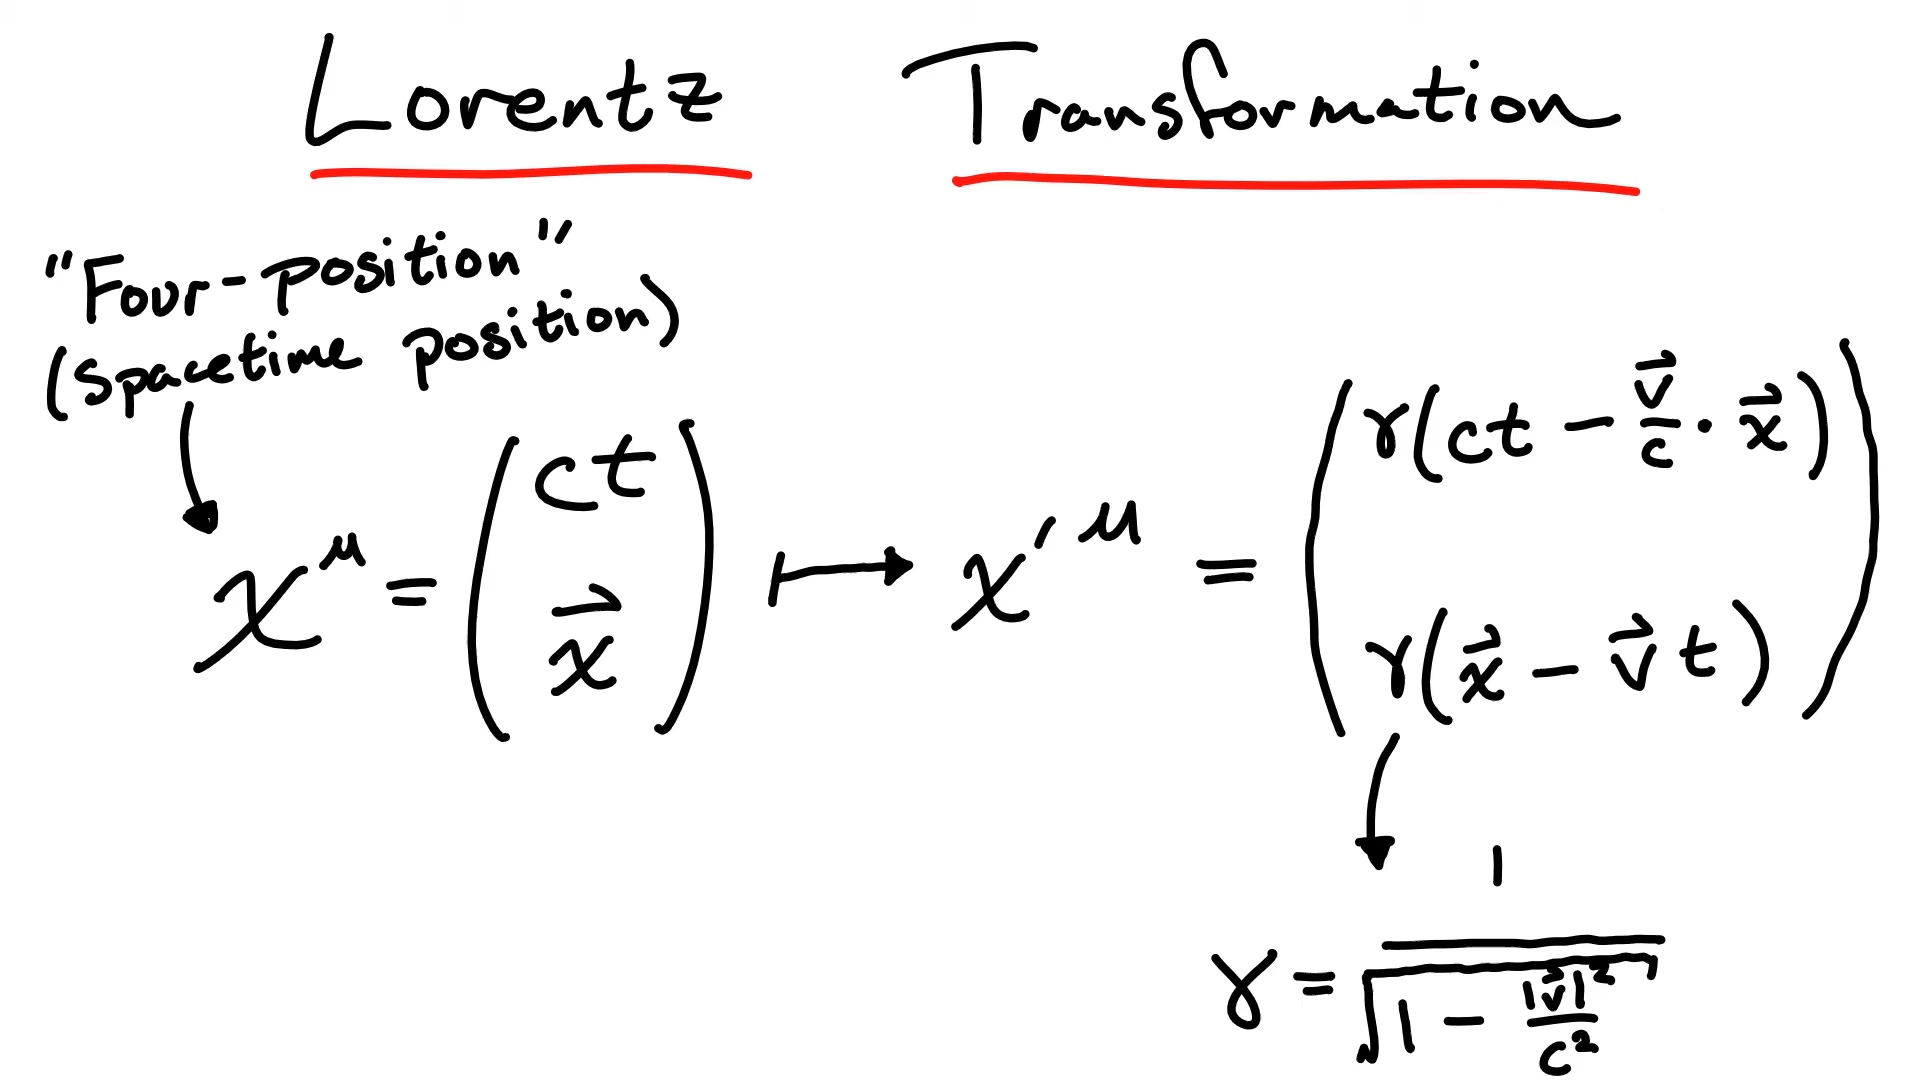 Lorentz Transformation
"Four-position"
(Spacetime position)
x^μ = (ct, x⃗) ↦ x'^μ = (γ(ct − v⃗/c · x⃗), γ(x⃗ − v⃗t))
γ = 1/√(1 − |v⃗|²/c²)